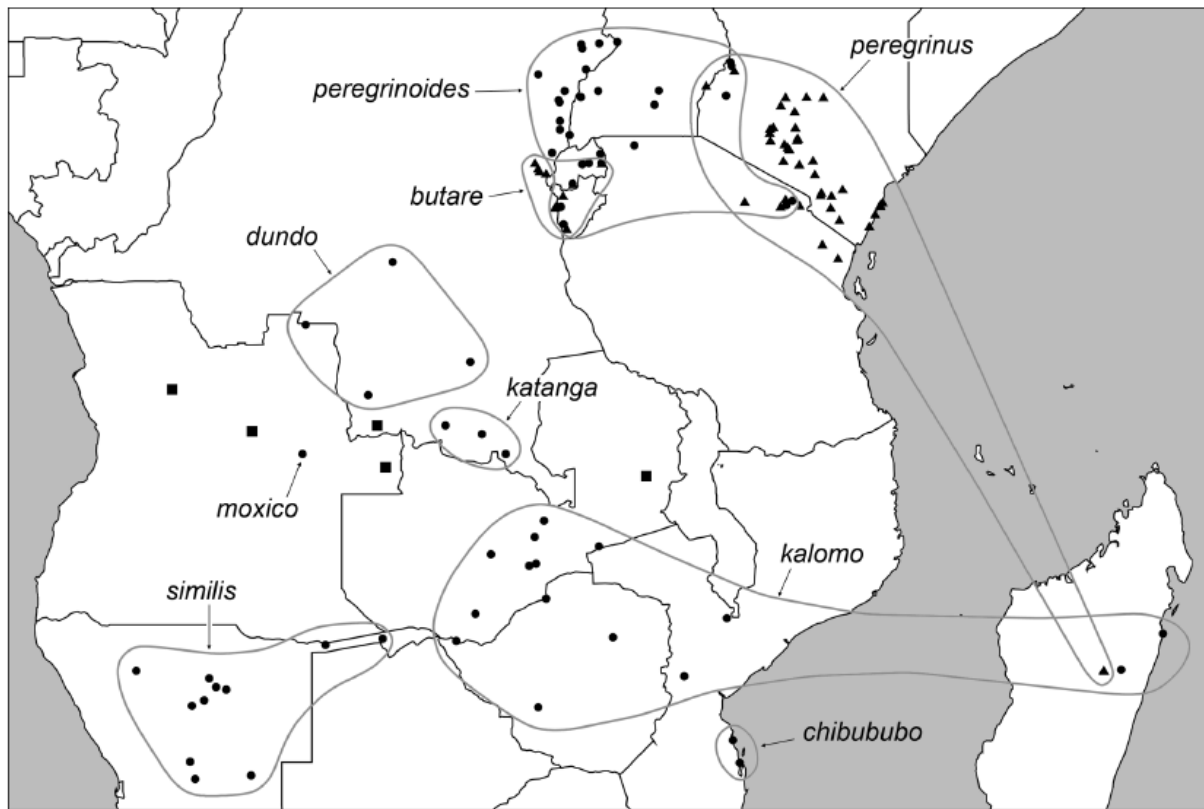 peregrinus
peregrinoides
butare
dundo
katanga
moxico
kalomo
similis
chibububo